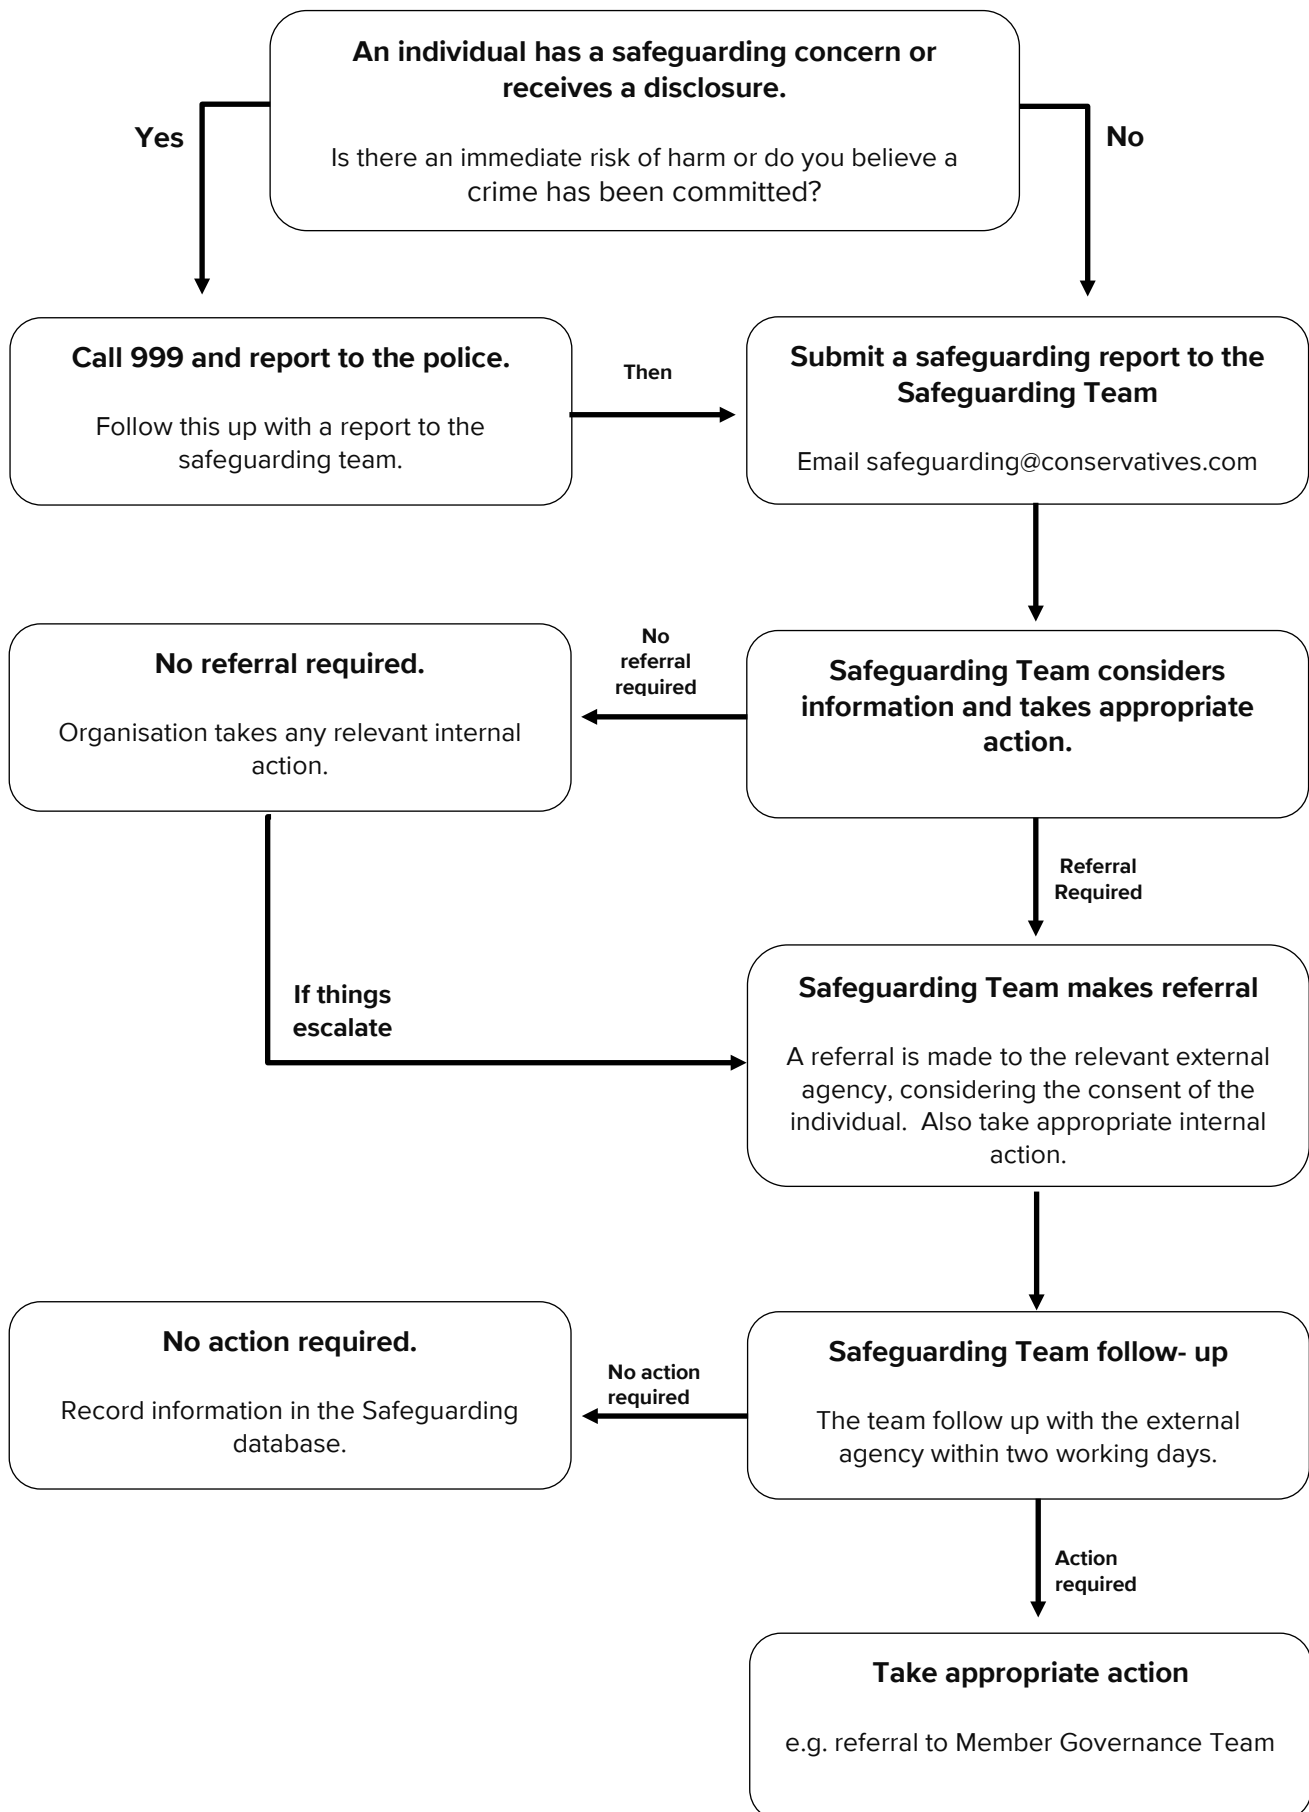 An individual has a safeguarding concern or
receives a disclosure.
Is there an immediate risk of harm or do you believe a
crime has been committed?
Yes
No
Call 999 and report to the police.
Follow this up with a report to the
safeguarding team.
Then
Submit a safeguarding report to the
Safeguarding Team
Email safeguarding@conservatives.com
No referral required.
Organisation takes any relevant internal
action.
No
referral
required
Safeguarding Team considers
information and takes appropriate
action.
Referral
Required
If things
escalate
Safeguarding Team makes referral
A referral is made to the relevant external
agency, considering the consent of the
individual.  Also take appropriate internal
action.
No action required.
Record information in the Safeguarding
database.
No action
required
Safeguarding Team follow- up
The team follow up with the external
agency within two working days.
Action
required
Take appropriate action
e.g. referral to Member Governance Team